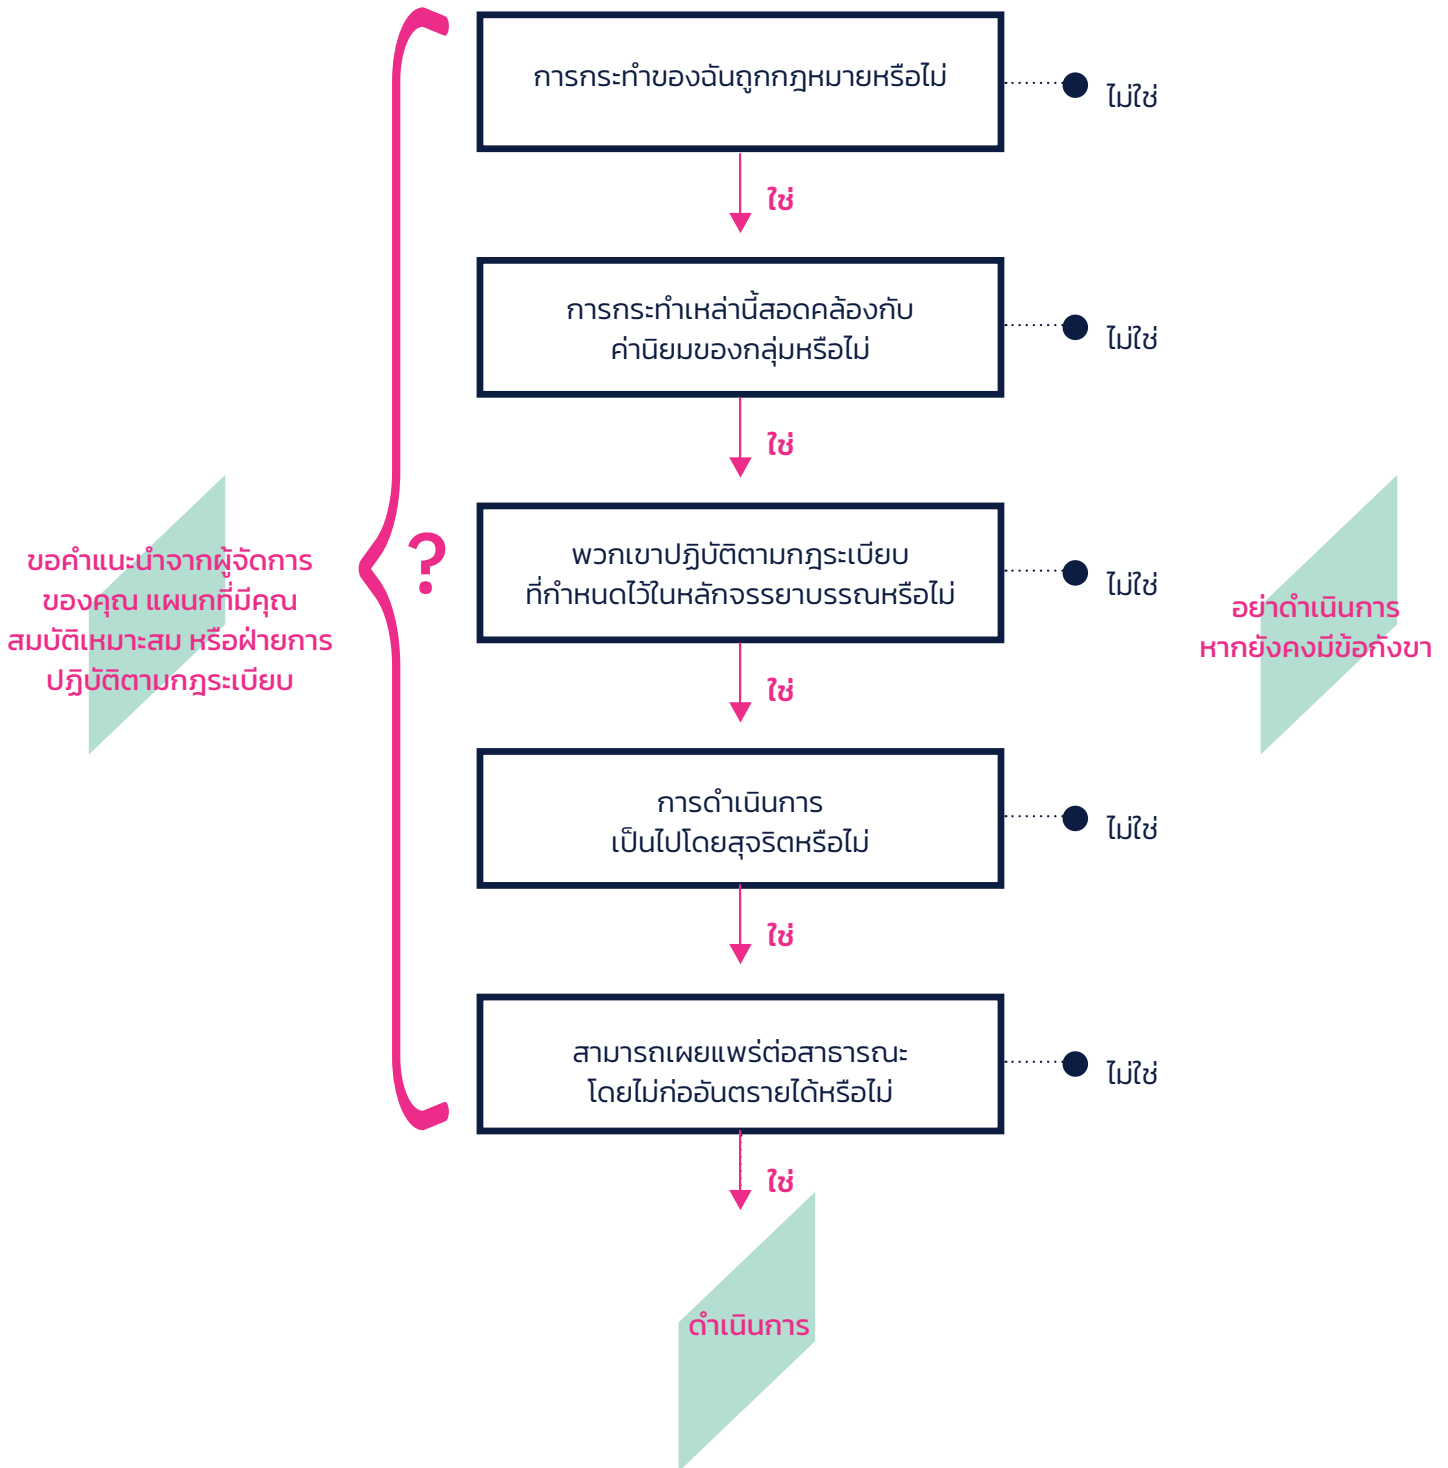 การกระทำของฉันถูกกฎหมายหรือไม่
ไม่ใช่
ใช่
การกระทำเหล่านี้สอดคล้องกับ
ค่านิยมของกลุ่มหรือไม่
ไม่ใช่
ใช่
?
พวกเขาปฏิบัติตามกฎระเบียบ
ที่กำหนดไว้ในหลักจรรยาบรรณหรือไม่
ไม่ใช่
ขอคำแนะนำจากผู้จัดการ
ของคุณ แผนกที่มีคุณ
สมบัติเหมาะสม หรือฝ่ายการ
ปฏิบัติตามกฎระเบียบ
อย่าดำเนินการ
หากยังคงมีข้อกังขา
ใช่
การดำเนินการ
เป็นไปโดยสุจริตหรือไม่
ไม่ใช่
ใช่
สามารถเผยแพร่ต่อสาธารณะ
โดยไม่ก่ออันตรายได้หรือไม่
ไม่ใช่
ใช่
ดำเนินการ